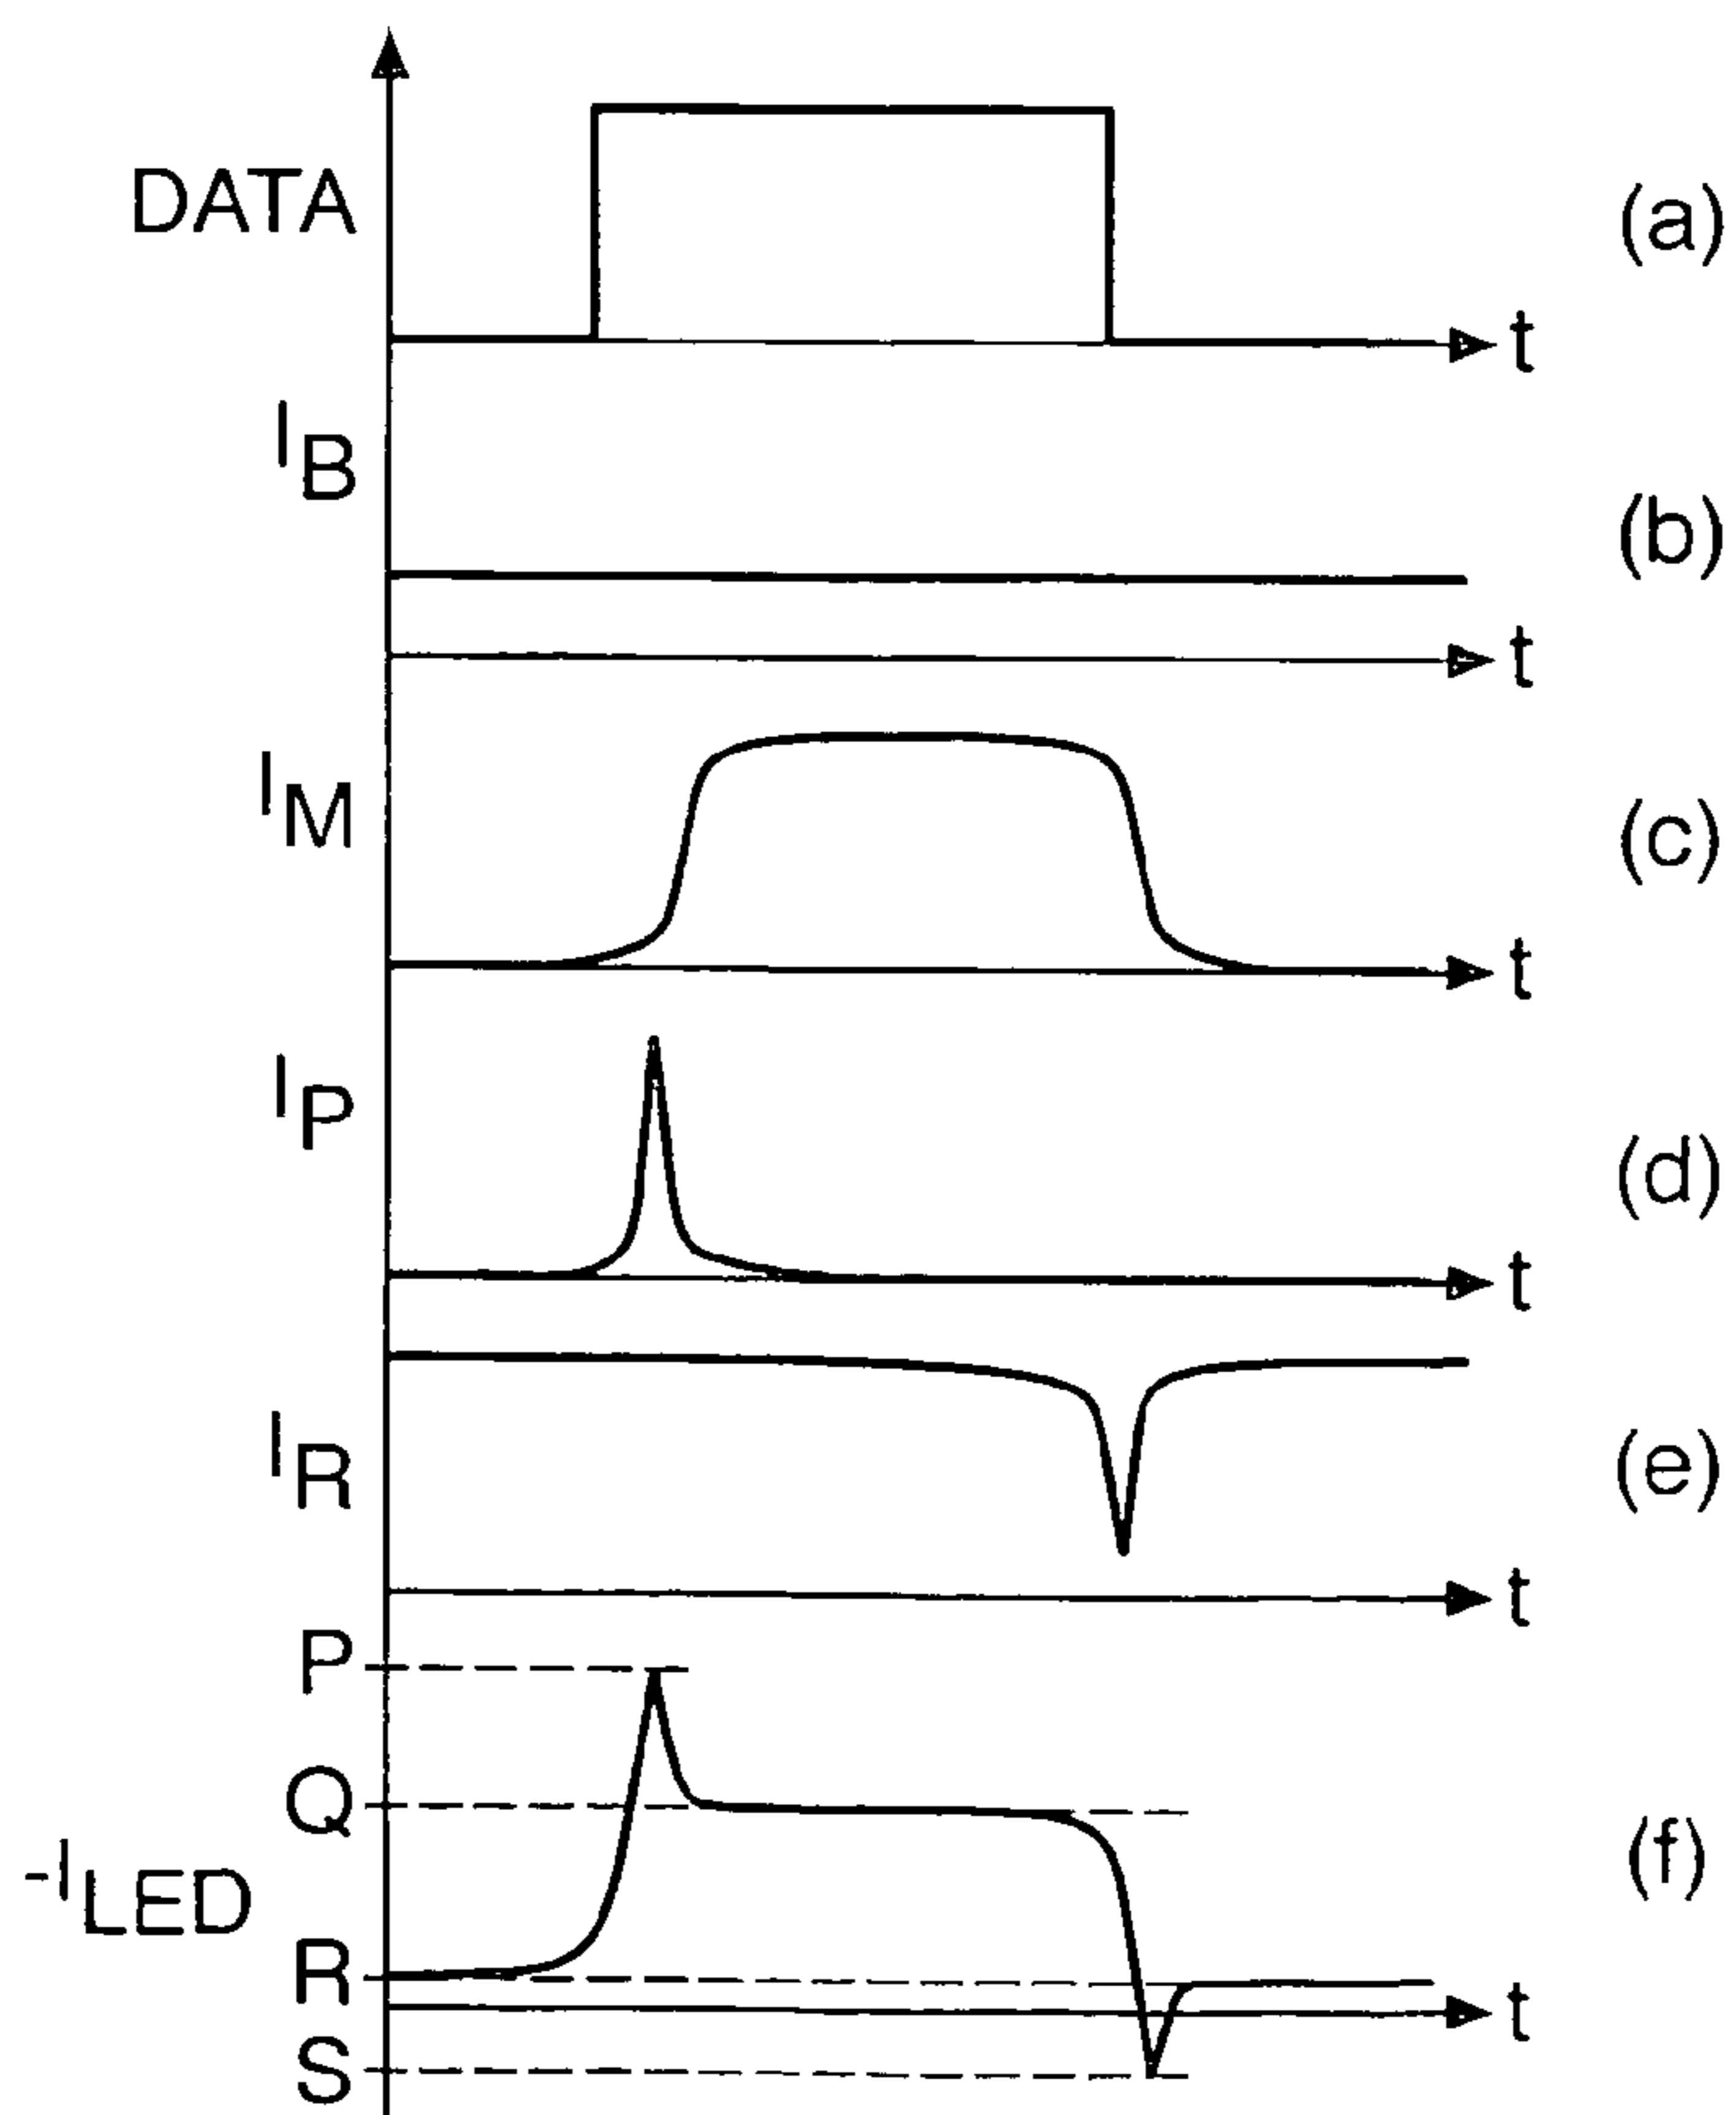 DATA
(a)
t
I_B
(b)
t
I_M
(c)
t
I_P
(d)
t
I_R
(e)
t
P
Q
-I_LED
(f)
R
t
S